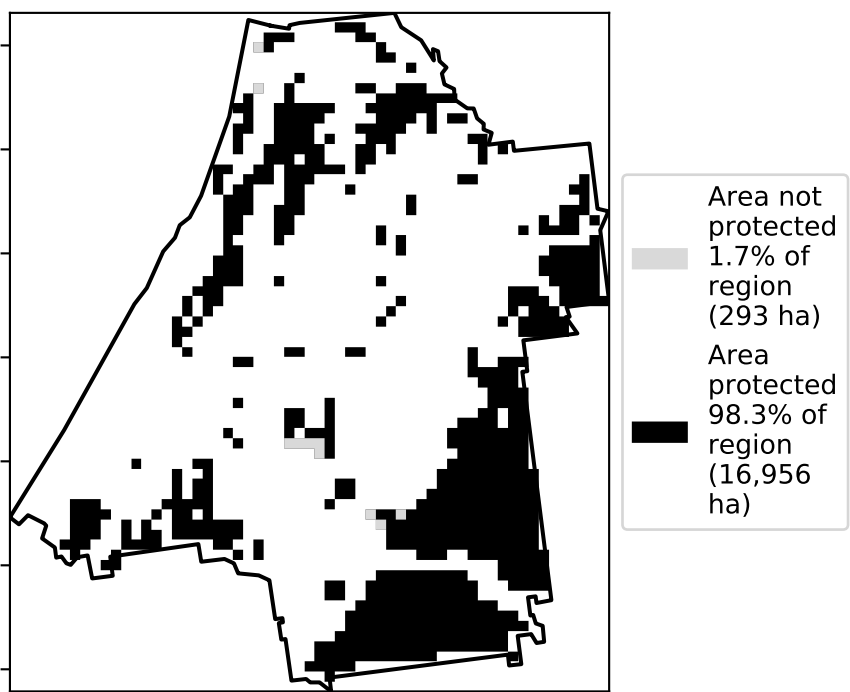 Area not
protected
1.7% of
region
(293 ha)
Area
protected
98.3% of
region
(16,956
ha)